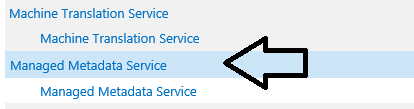 Machine Translation Service
Machine Translation Service
Managed Metadata Service
Managed Metadata Service